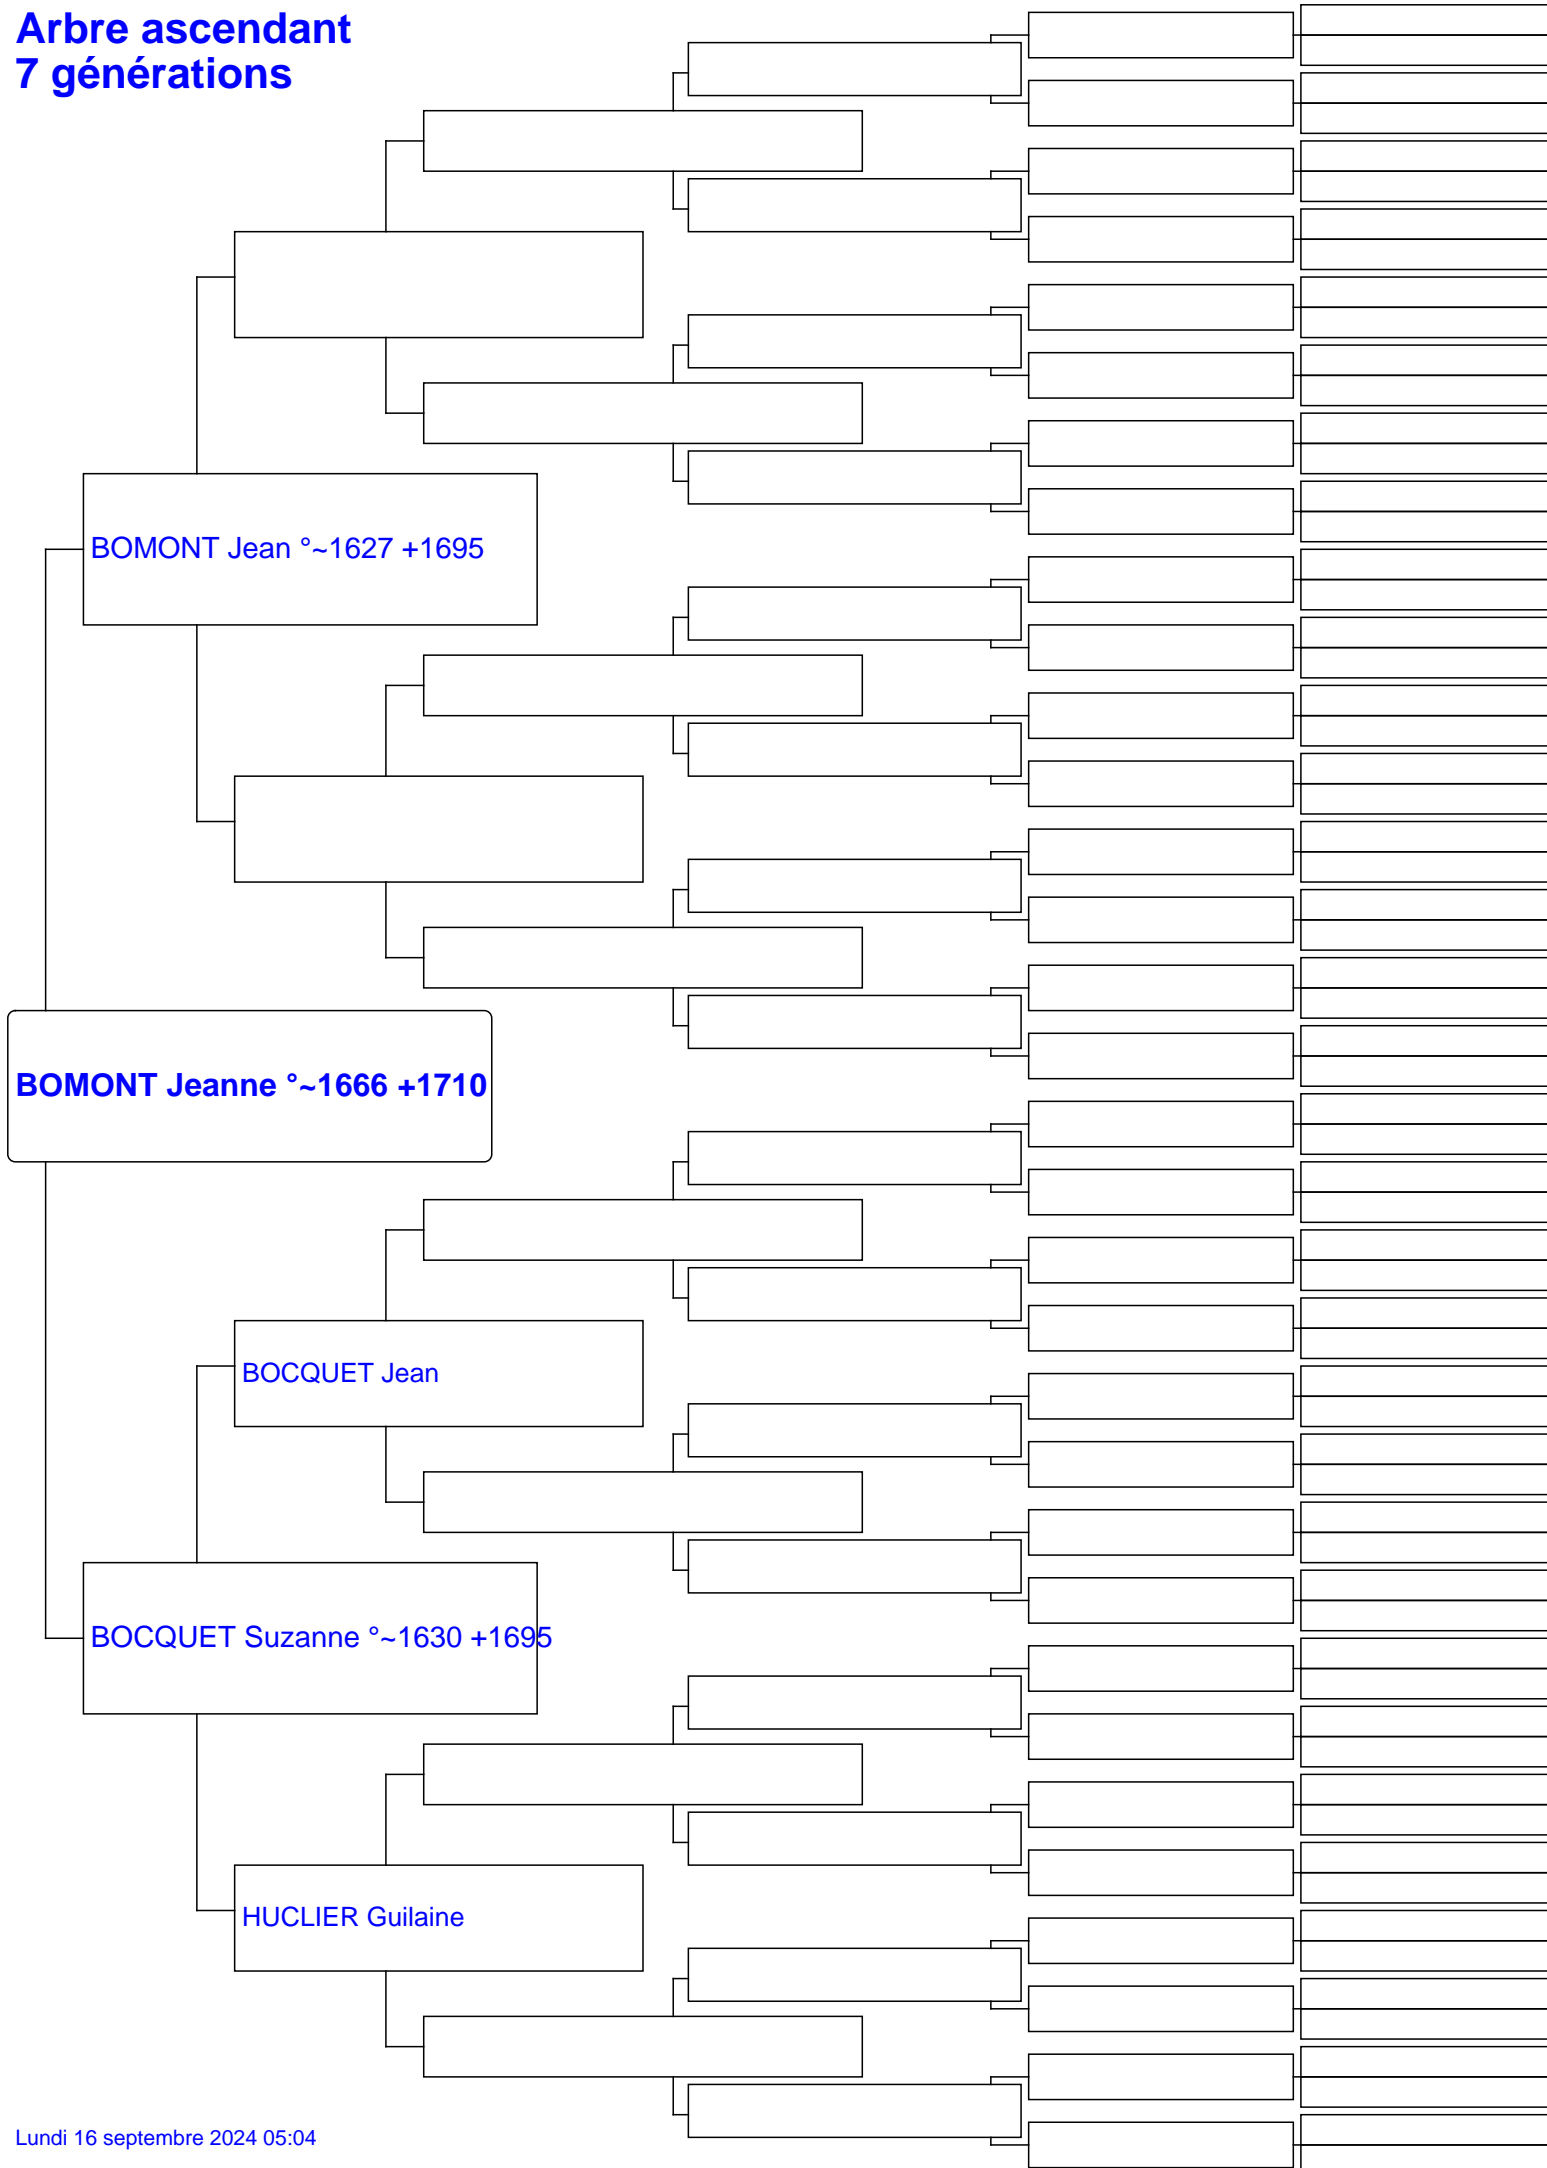 Arbre ascendant
7 générations
BOMONT Jean °~1627 +1695
BOMONT Jeanne °~1666 +1710
BOCQUET Jean
BOCQUET Suzanne °~1630 +1695
HUCLIER Guilaine
Lundi 16 septembre 2024 05:04